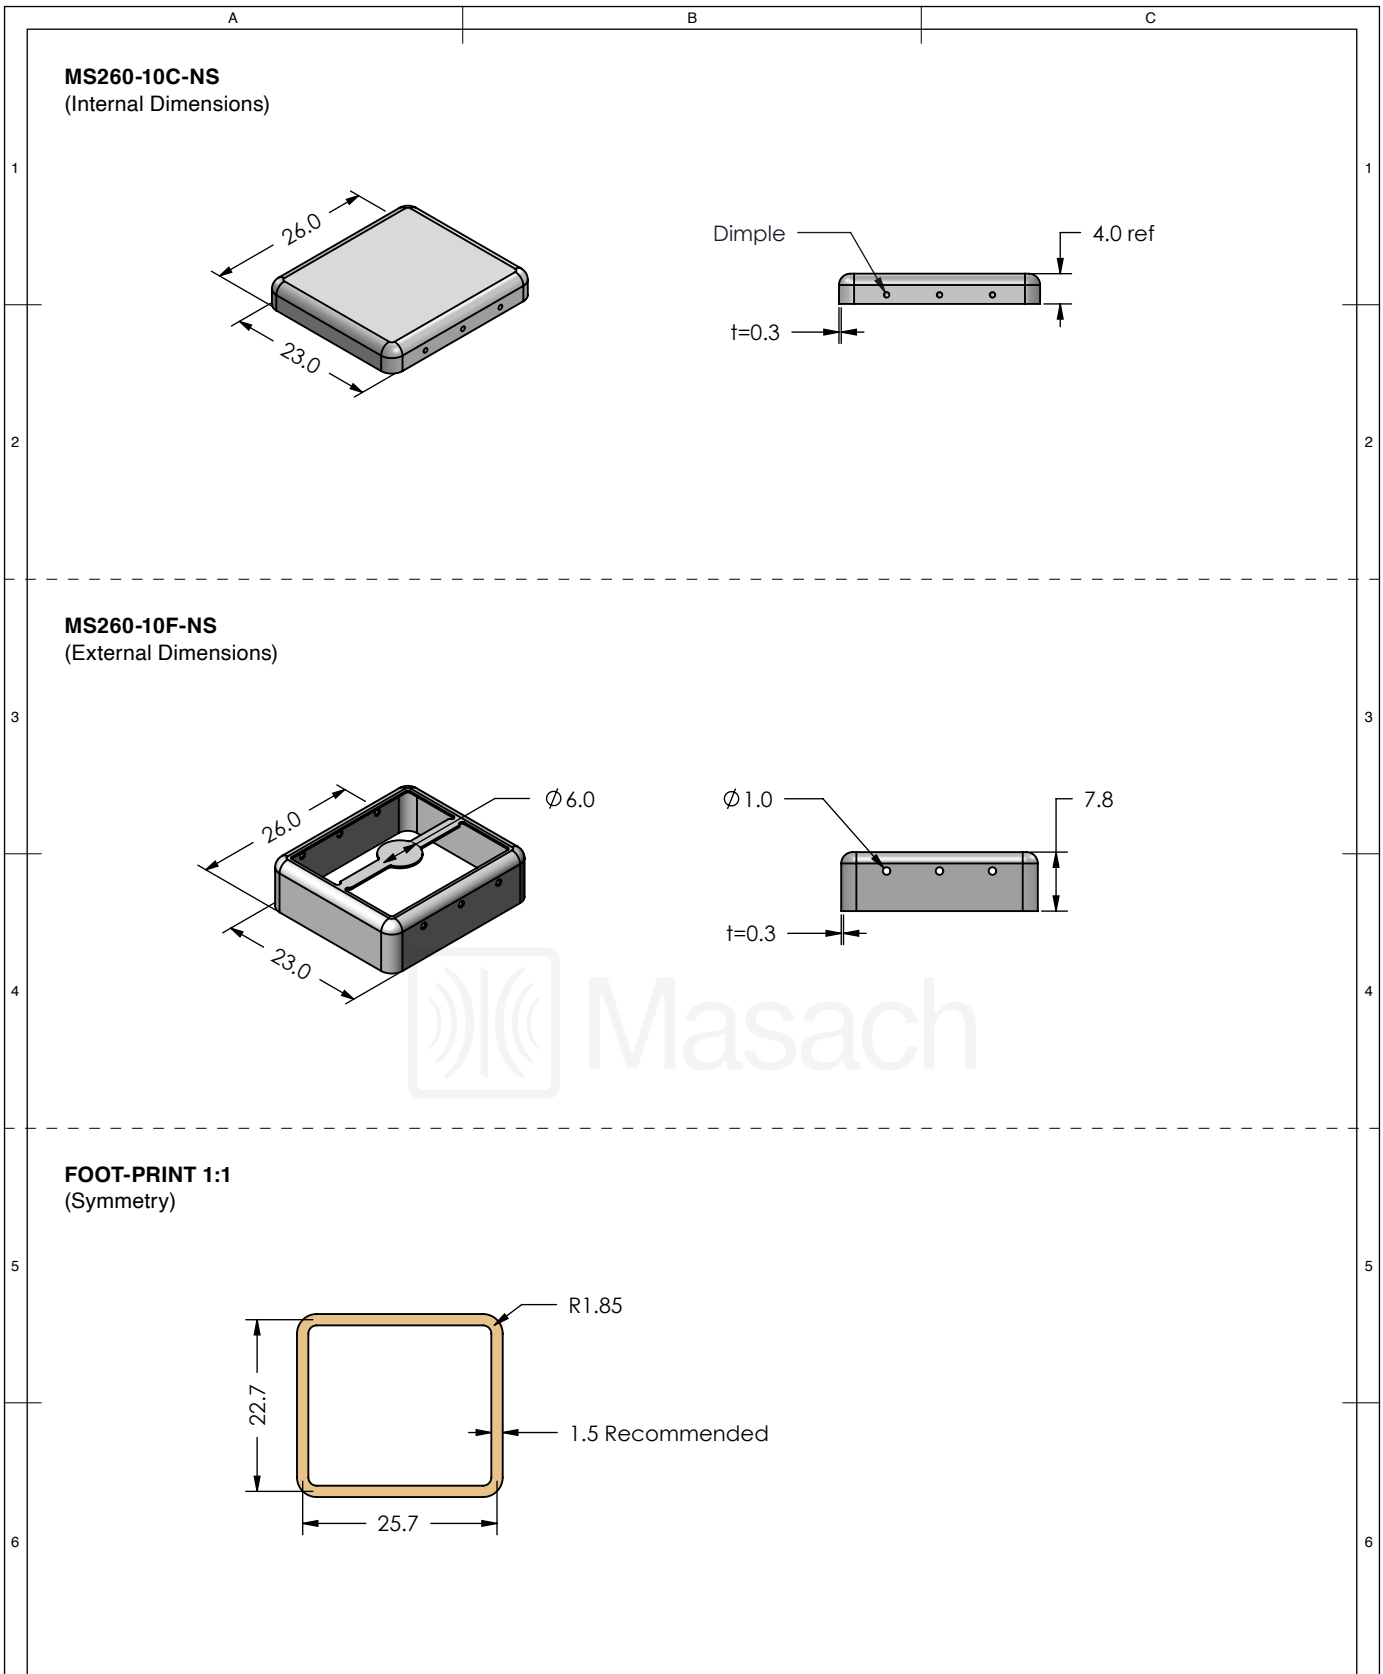 A B C
MS260-10C-NS
(Internal Dimensions)
1 1
26.0
23.0
Dimple
4.0 ref
t=0.3
2 2
MS260-10F-NS
(External Dimensions)
3 3
26.0
23.0
Ø6.0
Ø1.0
7.8
t=0.3
4 4
Masach
FOOT-PRINT 1:1
(Symmetry)
5 5
R1.85
22.7
1.5 Recommended
25.7
6 6